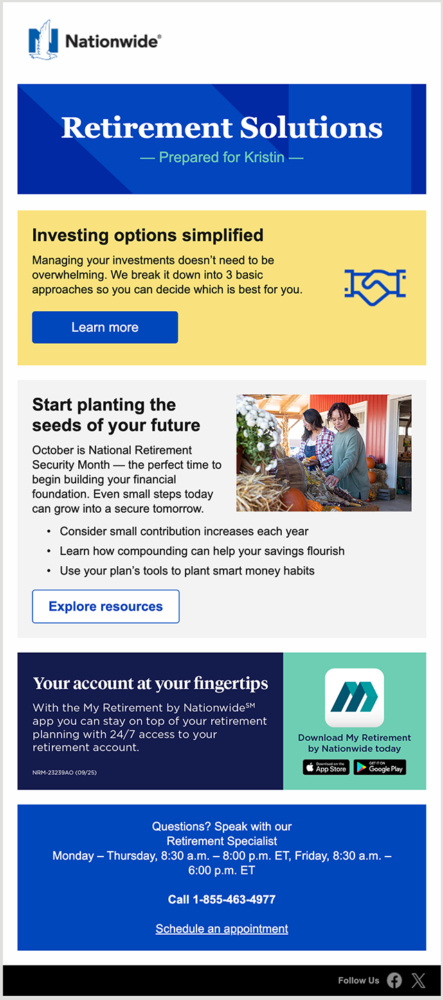 Nationwide®
Retirement Solutions
— Prepared for Kristin —
Investing options simplified
Managing your investments doesn’t need to be
overwhelming. We break it down into 3 basic
approaches so you can decide which is best for you.
Learn more
Start planting the
seeds of your future
October is National Retirement
Security Month — the perfect time to
begin building your financial
foundation. Even small steps today
can grow into a secure tomorrow.
• Consider small contribution increases each year
• Learn how compounding can help your savings flourish
• Use your plan’s tools to plant smart money habits
Explore resources
Your account at your fingertips
With the My Retirement by Nationwide℠
app you can stay on top of your retirement
planning with 24/7 access to your
retirement account.
NRM-23239AO (09/25)
Download My Retirement
by Nationwide today
Download on the
App Store
GET IT ON
Google Play
Questions? Speak with our
Retirement Specialist
Monday – Thursday, 8:30 a.m. – 8:00 p.m. ET, Friday, 8:30 a.m. –
6:00 p.m. ET
Call 1-855-463-4977
Schedule an appointment
Follow Us